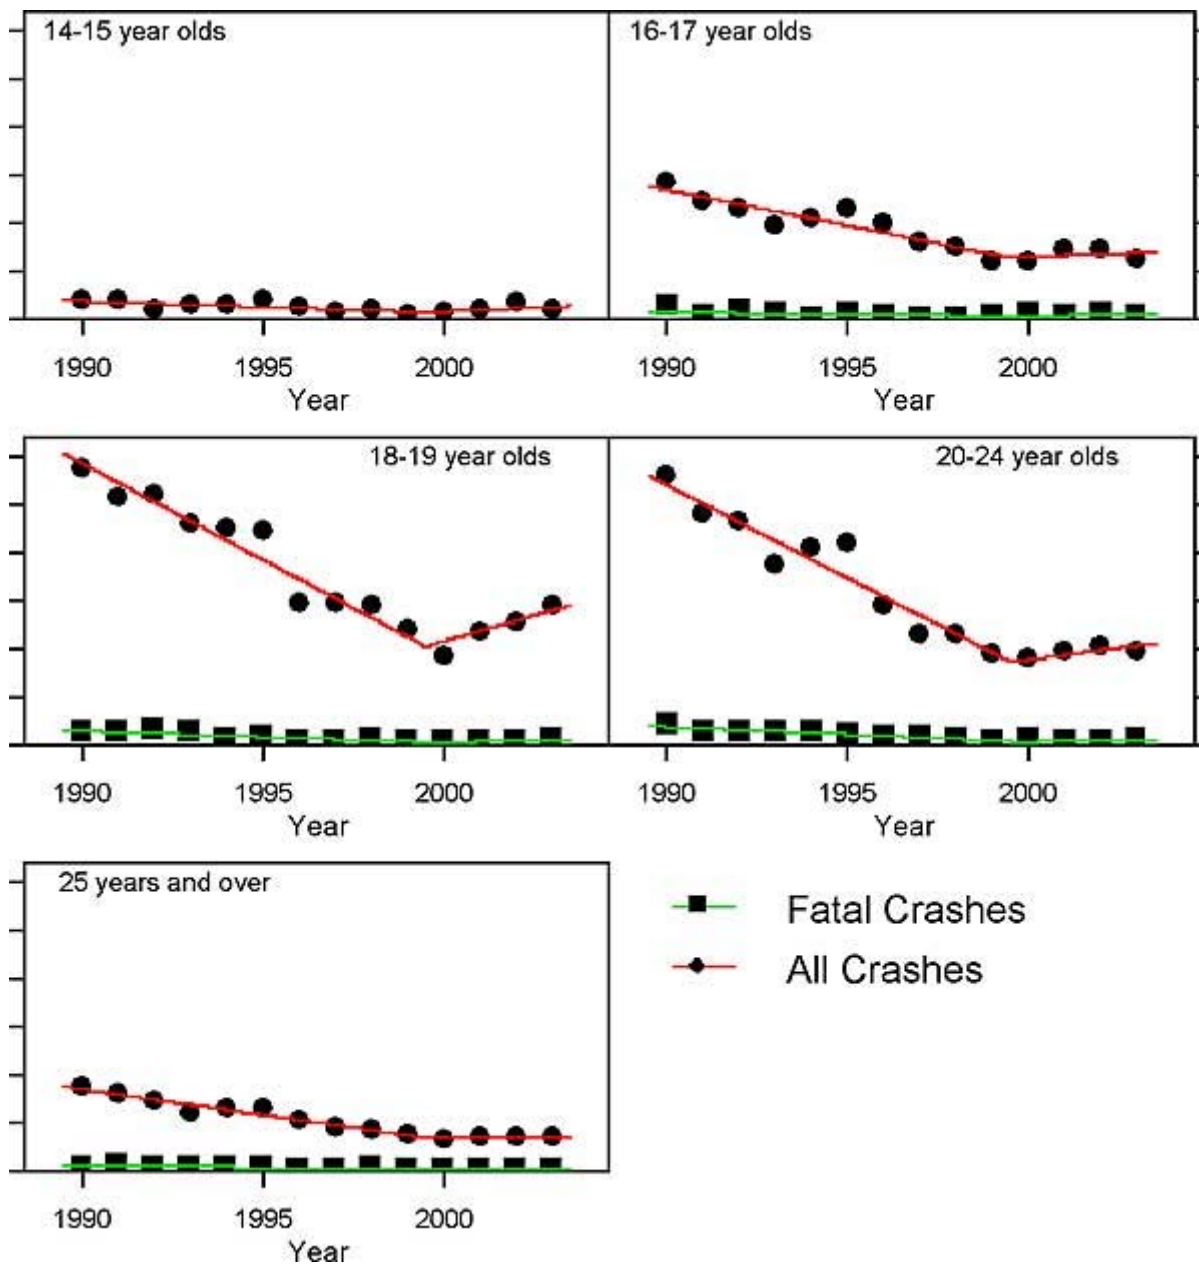 14-15 year olds
16-17 year olds
1990 1995 2000
Year
1990 1995 2000
Year
18-19 year olds
20-24 year olds
1990 1995 2000
Year
1990 1995 2000
Year
25 years and over
Fatal Crashes
All Crashes
1990 1995 2000
Year